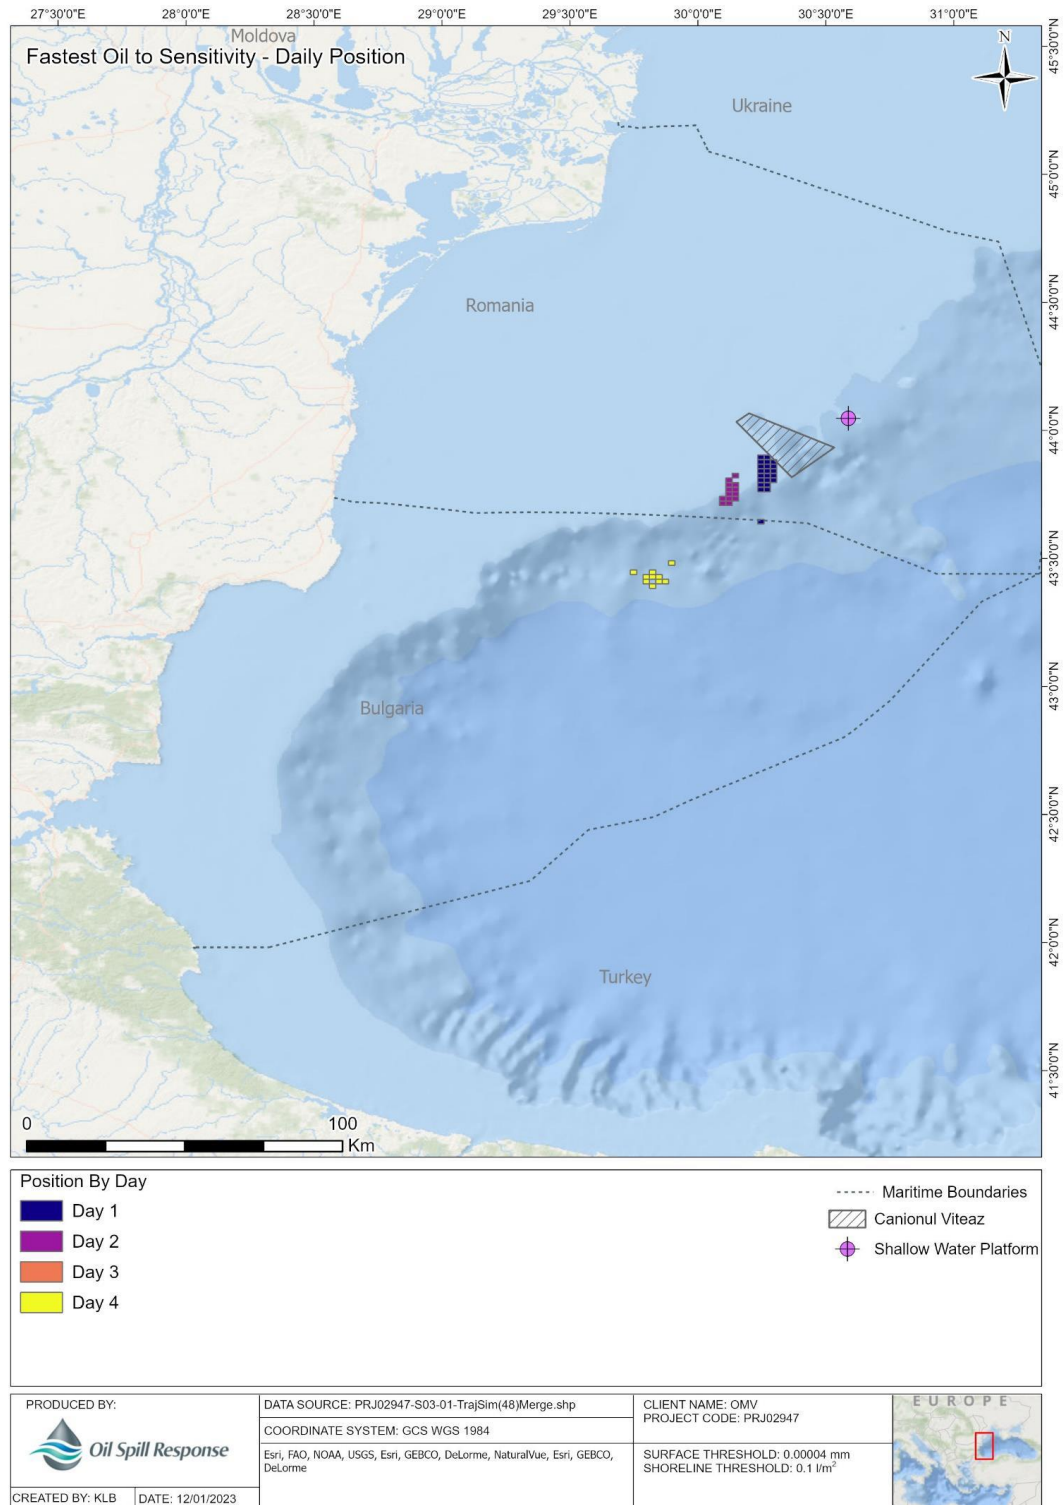 27°30'0"E 28°0'0"E 28°30'0"E 29°0'0"E 29°30'0"E 30°0'0"E 30°30'0"E 31°0'0"E
Moldova
Fastest Oil to Sensitivity - Daily Position
N
45°30'0"N
Ukraine
45°0'0"N
Romania
44°30'0"N
44°0'0"N
43°30'0"N
43°0'0"N
Bulgaria
42°30'0"N
42°0'0"N
Turkey
41°30'0"N
0 100
Km
Position By Day
Day 1
Day 2
Day 3
Day 4
Maritime Boundaries
Canionul Viteaz
Shallow Water Platform
PRODUCED BY:
Oil Spill Response
CREATED BY: KLB DATE: 12/01/2023
DATA SOURCE: PRJ02947-S03-01-TrajSim(48)Merge.shp
COORDINATE SYSTEM: GCS WGS 1984
Esri, FAO, NOAA, USGS, Esri, GEBCO, DeLorme, NaturalVue, Esri, GEBCO,
DeLorme
CLIENT NAME: OMV
PROJECT CODE: PRJ02947
SURFACE THRESHOLD: 0.00004 mm
SHORELINE THRESHOLD: 0.1 l/m²
EUROPE